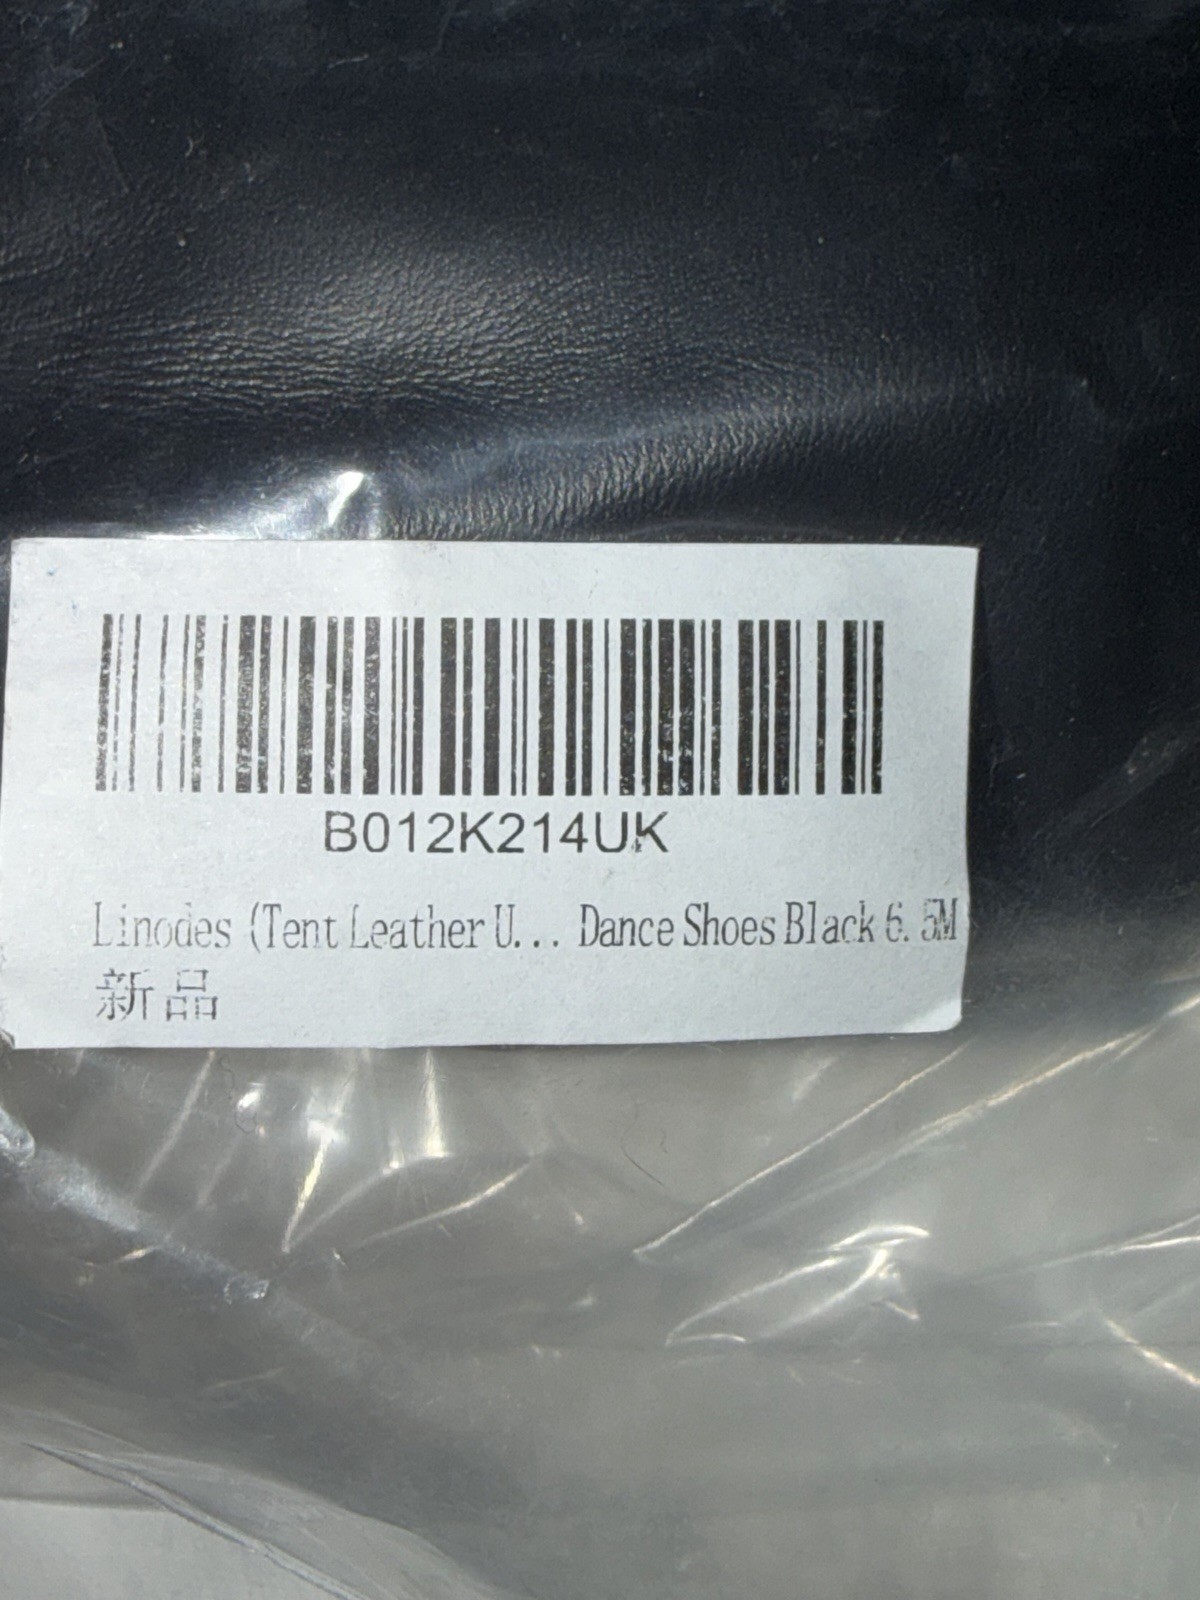 B012K214UK
Linodes (Tent Leather U... Dance Shoes Black 6.5M
新品